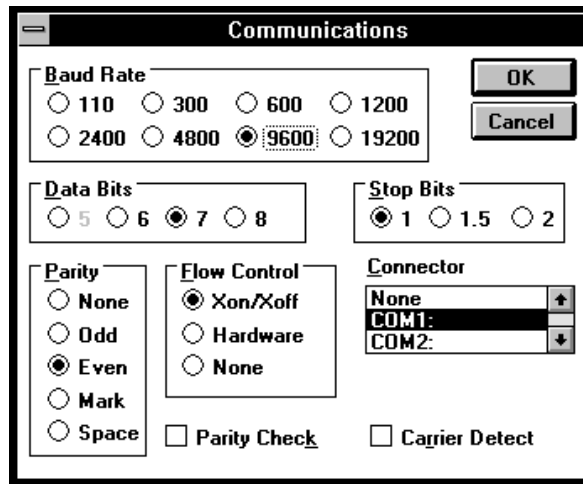 Communications
Baud Rate
110 300 600 1200
2400 4800 9600 19200
OK
Cancel
Data Bits
5 6 7 8
Stop Bits
1 1.5 2
Parity
None
Odd
Even
Mark
Space
Flow Control
Xon/Xoff
Hardware
None
Connector
None
COM1:
COM2:
Parity Check
Carrier Detect